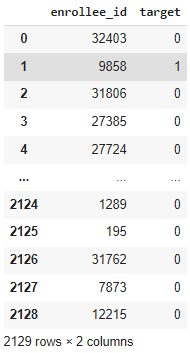 enrollee_id target
0 32403 0
1 9858 1
2 31806 0
3 27385 0
4 27724 0
... ... ...
2124 1289 0
2125 195 0
2126 31762 0
2127 7873 0
2128 12215 0
2129 rows × 2 columns